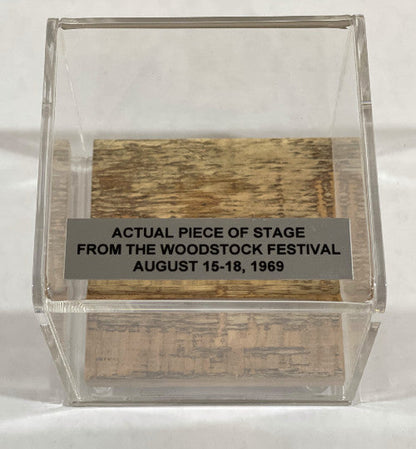 ACTUAL PIECE OF STAGE
FROM THE WOODSTOCK FESTIVAL
AUGUST 15-18, 1969